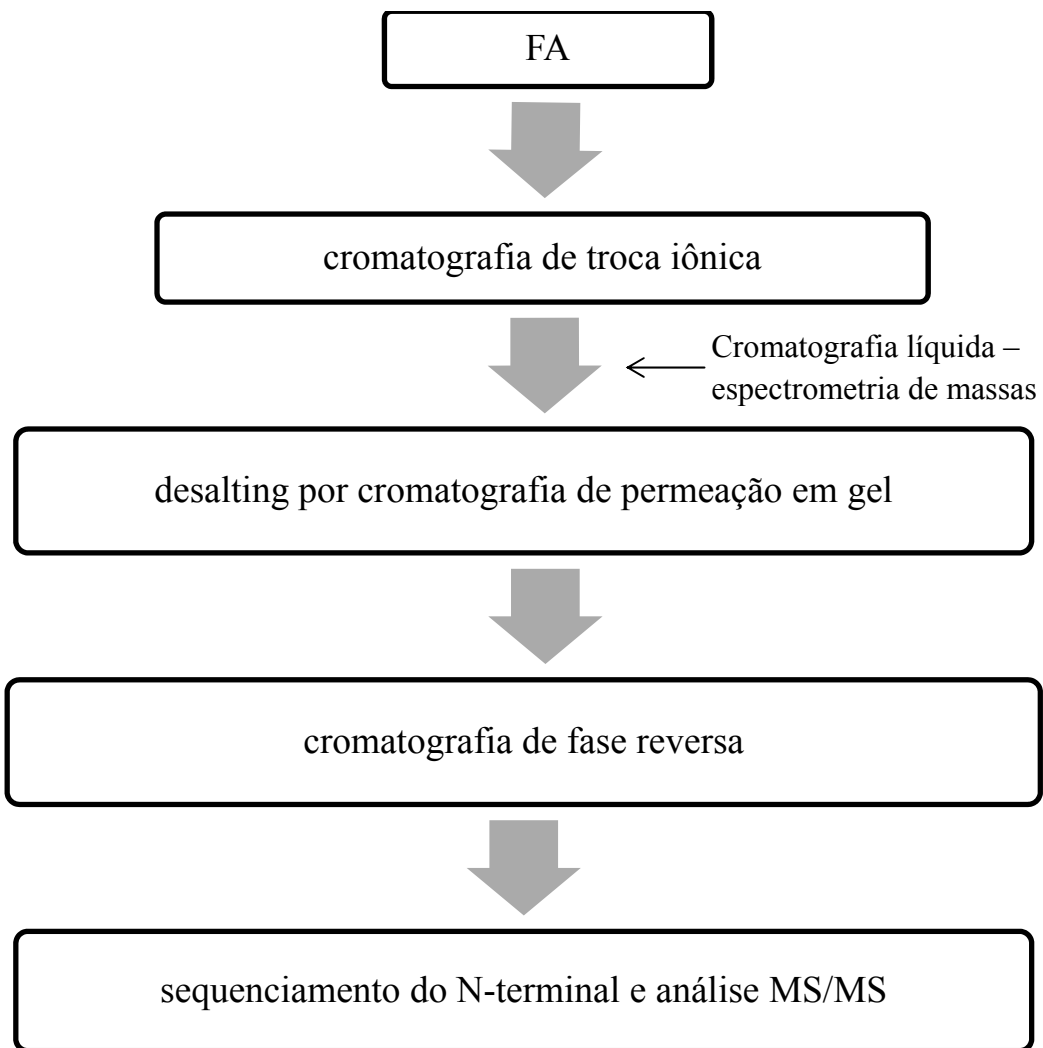 FA
cromatografia de troca iônica
Cromatografia líquida –
espectrometria de massas
desalting por cromatografia de permeação em gel
cromatografia de fase reversa
sequenciamento do N-terminal e análise MS/MS